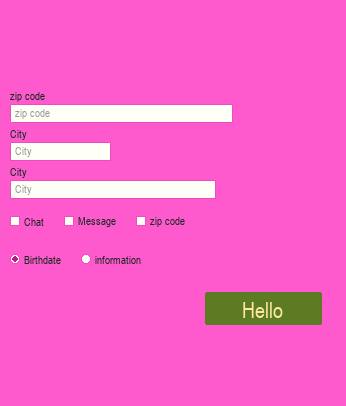 zip code
zip code
City
City
City
City
Chat Message zip code
Birthdate information
Hello